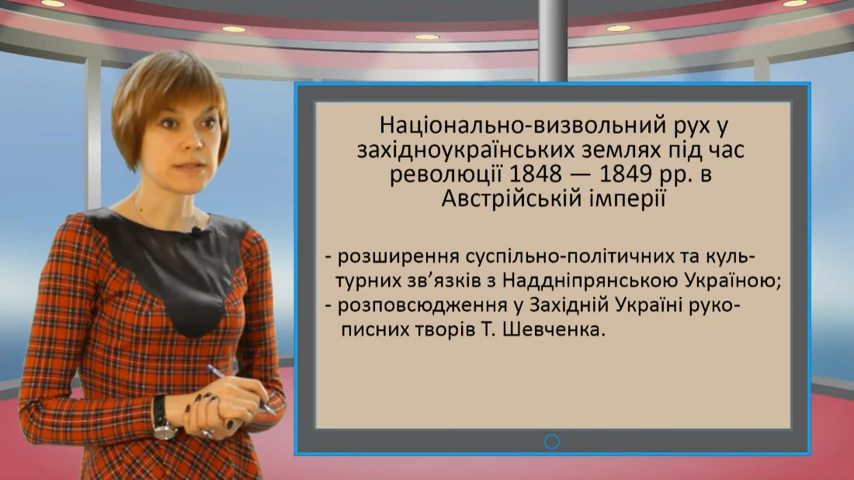 Національно-визвольний рух у
західноукраїнських землях під час
революції 1848 — 1849 рр. в
Австрійській імперії
- розширення суспільно-політичних та куль-
турних зв’язків з Наддніпрянською Україною;
- розповсюдження у Західній Україні руко-
писних творів Т. Шевченка.